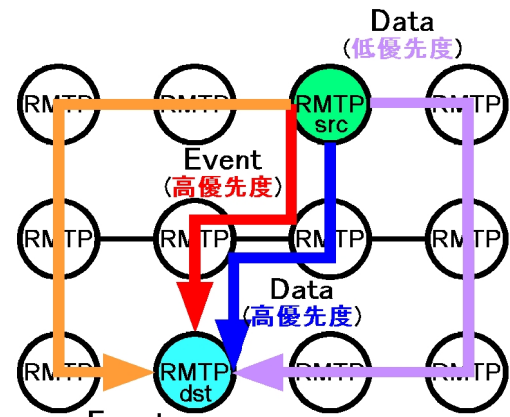 Data
(低優先度)
RMTP
RMTP
RMTP
src
RMTP
Event
(高優先度)
RMTP
RMTP
RMTP
RMTP
Data
(高優先度)
RMTP
RMTP
dst
RMTP
RMTP
Event